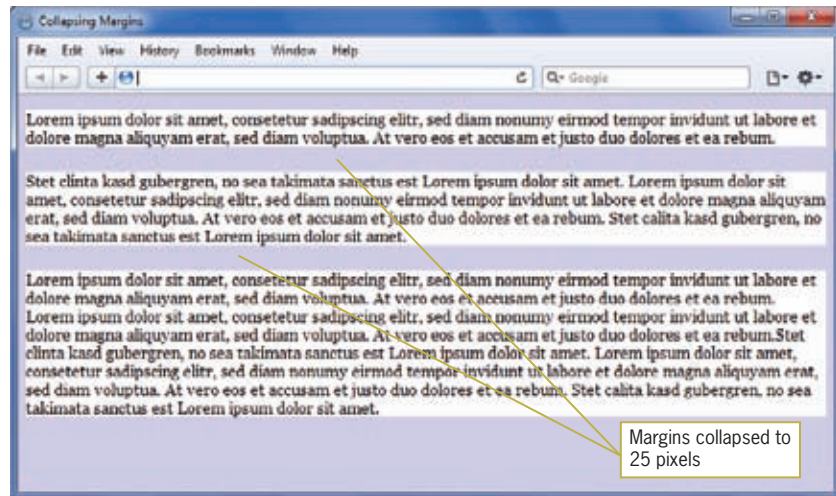 Collapsing Margins
File Edit View History Bookmarks Window Help
Google
Lorem ipsum dolor sit amet, consetetur sadipscing elitr, sed diam nonumy eirmod tempor invidunt ut labore et
dolore magna aliquyam erat, sed diam voluptua. At vero eos et accusam et justo duo dolores et ea rebum.
Stet clinta kasd gubergren, no sea takimata sanctus est Lorem ipsum dolor sit amet. Lorem ipsum dolor sit
amet, consetetur sadipscing elitr, sed diam nonumy eirmod tempor invidunt ut labore et dolore magna aliquyam
erat, sed diam voluptua. At vero eos et accusam et justo duo dolores et ea rebum. Stet calita kasd gubergren, no
sea takimata sanctus est Lorem ipsum dolor sit amet.
Lorem ipsum dolor sit amet, consetetur sadipscing elitr, sed diam nonumy eirmod tempor invidunt ut labore et
dolore magna aliquyam erat, sed diam voluptua. At vero eos et accusam et justo duo dolores et ea rebum.
Lorem ipsum dolor sit amet, consetetur sadipscing elitr, sed diam nonumy eirmod tempor invidunt ut labore et
dolore magna aliquyam erat, sed diam voluptua. At vero eos et accusam et justo duo dolores et ea rebum.Stet
clinta kasd gubergren, no sea takimata sanctus est Lorem ipsum dolor sit amet. Lorem ipsum dolor sit amet,
consetetur sadipscing elitr, sed diam nonumy eirmod tempor invidunt ut labore et dolore magna aliquyam erat,
sed diam voluptua. At vero eos et accusam et justo duo dolores et ea rebum. Stet calita kasd gubergren, no sea
takimata sanctus est Lorem ipsum dolor sit amet.
Margins collapsed to
25 pixels